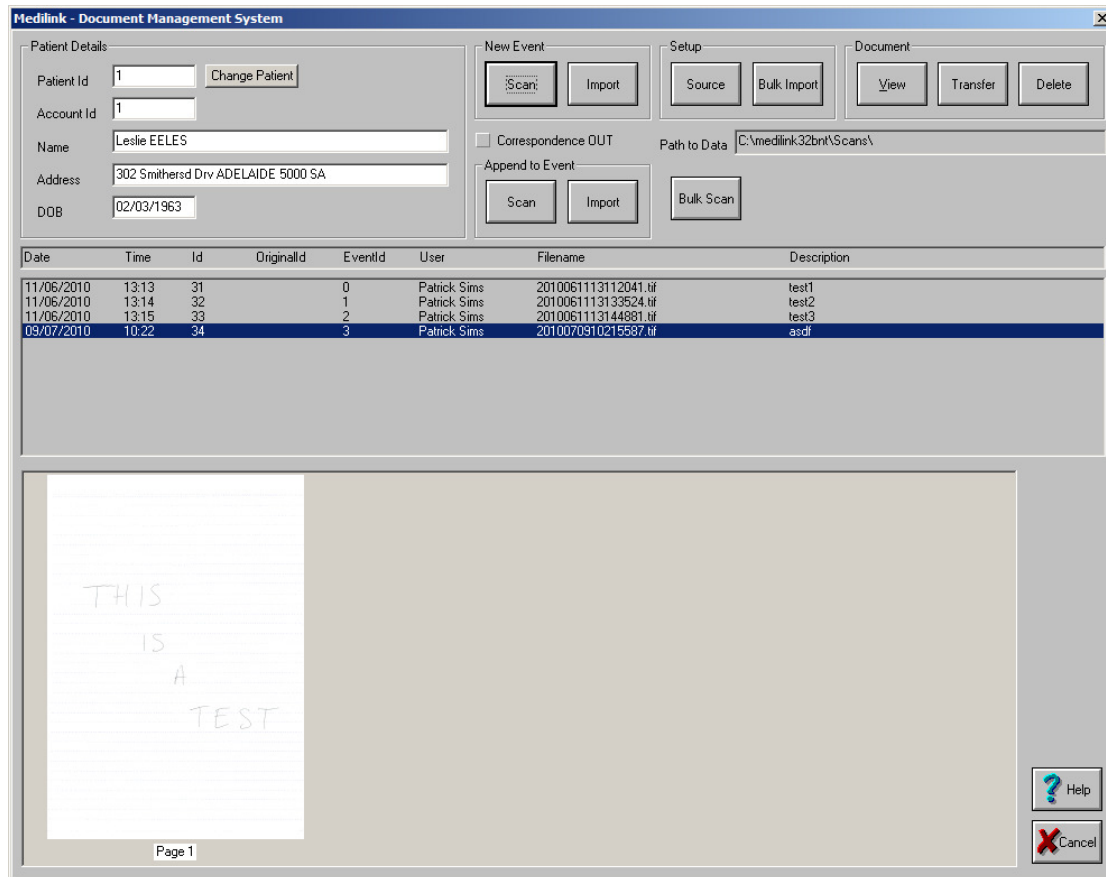 Medilink - Document Management System
Patient Details
Patient Id 1 Change Patient
Account Id 1
Name Leslie EELES
Address 302 Smithersd Drv ADELAIDE 5000 SA
DOB 02/03/1963
New Event
Scan Import
Setup
Source Bulk Import
Document
View Transfer Delete
Correspondence OUT
Path to Data C:\medilink32bnt\Scans\
Append to Event
Scan Import
Bulk Scan
Date Time Id OriginalId EventId User Filename Description
11/06/2010 13:13 31 0 Patrick Sims 2010061113112041.tif test1
11/06/2010 13:14 32 1 Patrick Sims 2010061113133524.tif test2
11/06/2010 13:15 33 2 Patrick Sims 2010061113144881.tif test3
09/07/2010 10:22 34 3 Patrick Sims 2010070910215587.tif asdf
THIS
IS
A
TEST
Page 1
Help
Cancel